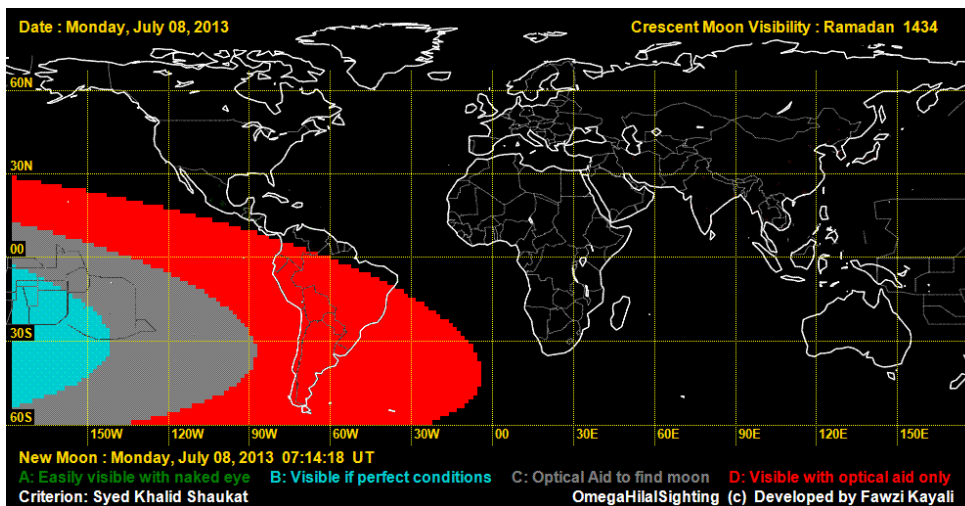 Date : Monday, July 08, 2013
Crescent Moon Visibility : Ramadan 1434
60N
30N
00
30S
60S
150W 120W 90W 60W 30W 00 30E 60E 90E 120E 150E
New Moon : Monday, July 08, 2013 07:14:18 UT
A: Easily visible with naked eye B: Visible if perfect conditions C: Optical Aid to find moon D: Visible with optical aid only
Criterion: Syed Khalid Shaukat OmegaHilalSighting (c) Developed by Fawzi Kayali